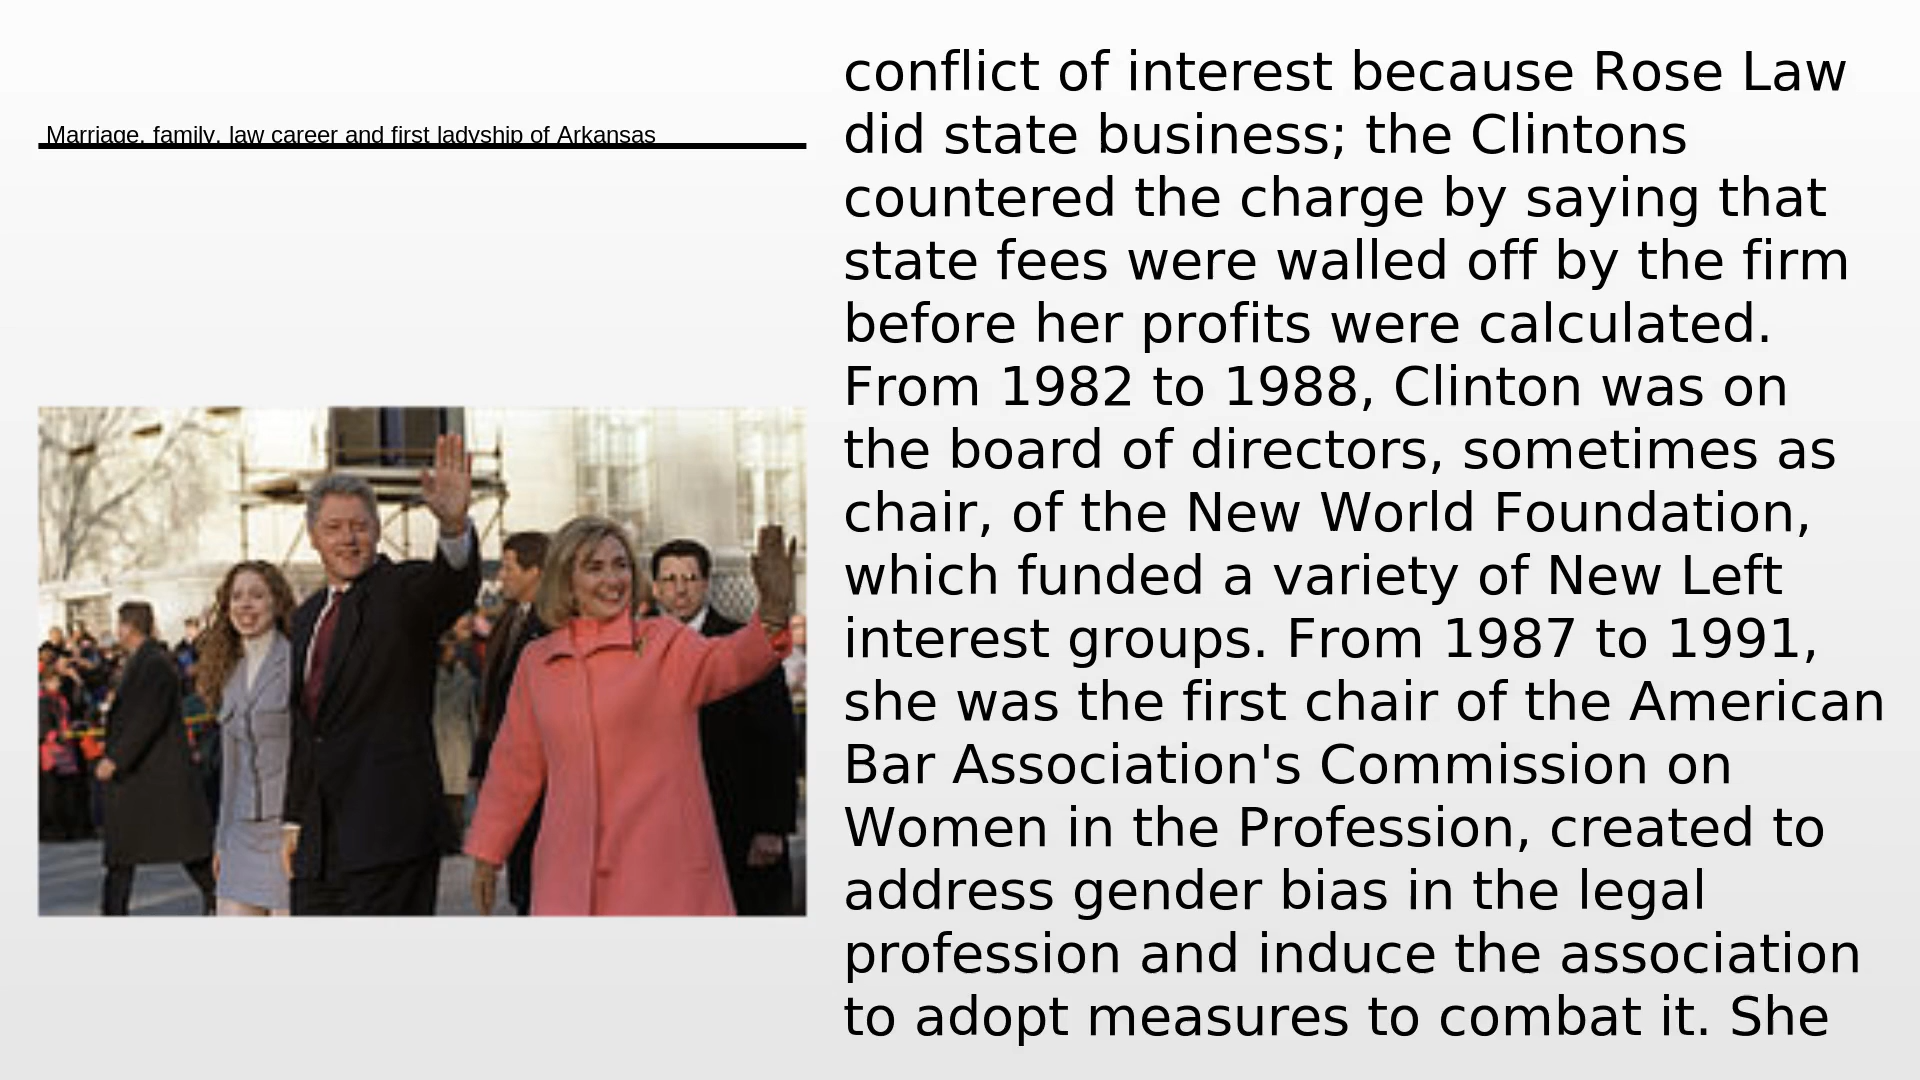 Marriage, family, law career and first ladyship of Arkansas
conflict of interest because Rose Law
did state business; the Clintons
countered the charge by saying that
state fees were walled off by the firm
before her profits were calculated.
From 1982 to 1988, Clinton was on
the board of directors, sometimes as
chair, of the New World Foundation,
which funded a variety of New Left
interest groups. From 1987 to 1991,
she was the first chair of the American
Bar Association's Commission on
Women in the Profession, created to
address gender bias in the legal
profession and induce the association
to adopt measures to combat it. She